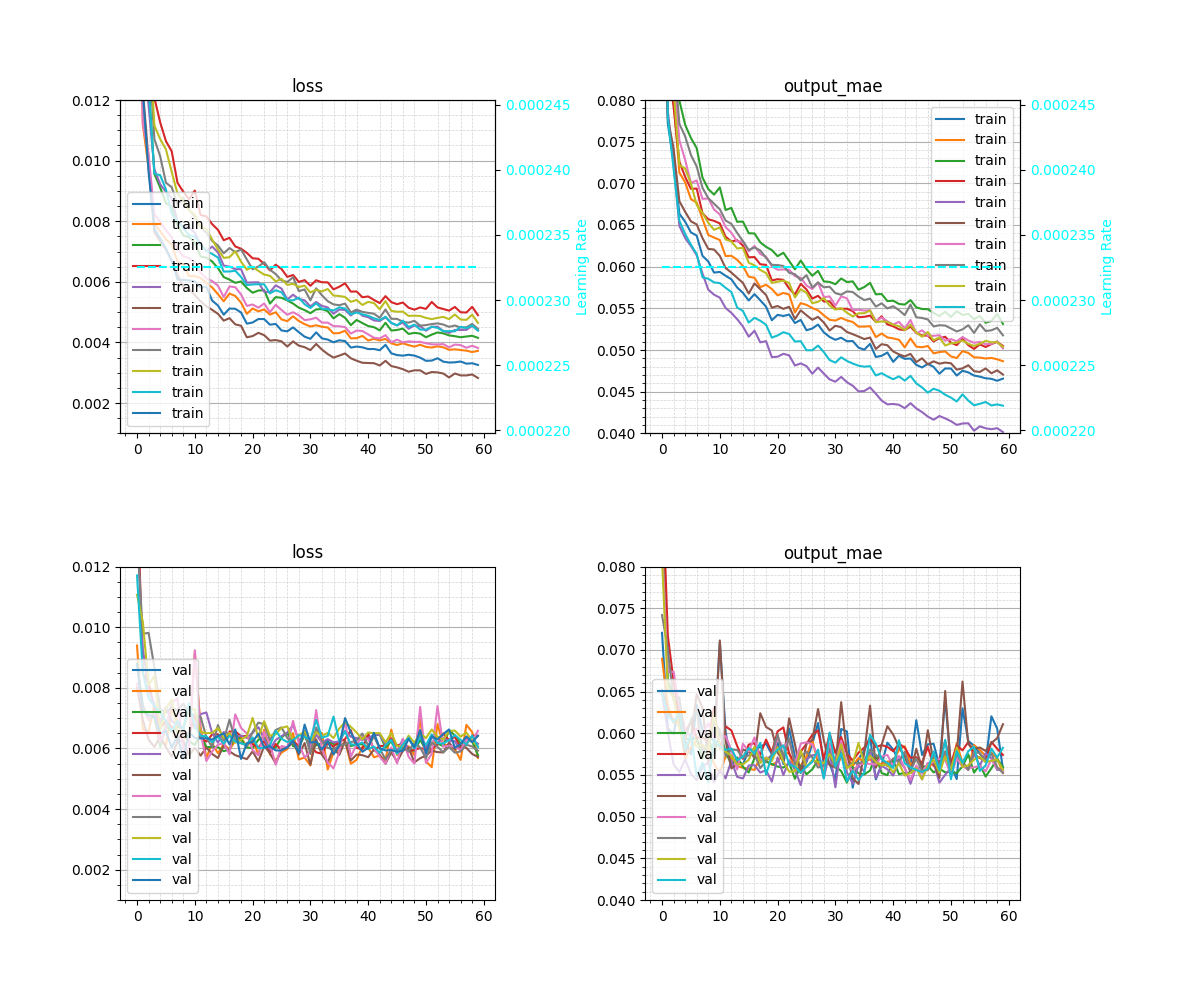 loss
0.012
0.010
0.008
0.006
0.004
0.002
train
train
train
train
train
train
train
train
train
train
train
0 10 20 30 40 50 60
0.000245
0.000240
0.000235
0.000230
0.000225
0.000220
Learning Rate
output_mae
0.080
0.075
0.070
0.065
0.060
0.055
0.050
0.045
0.040
train
train
train
train
train
train
train
train
train
train
0 10 20 30 40 50 60
0.000245
0.000240
0.000235
0.000230
0.000225
0.000220
Learning Rate
loss
0.012
0.010
0.008
0.006
0.004
0.002
val
val
val
val
val
val
val
val
val
val
val
0 10 20 30 40 50 60
output_mae
0.080
0.075
0.070
0.065
0.060
0.055
0.050
0.045
0.040
val
val
val
val
val
val
val
val
val
val
0 10 20 30 40 50 60